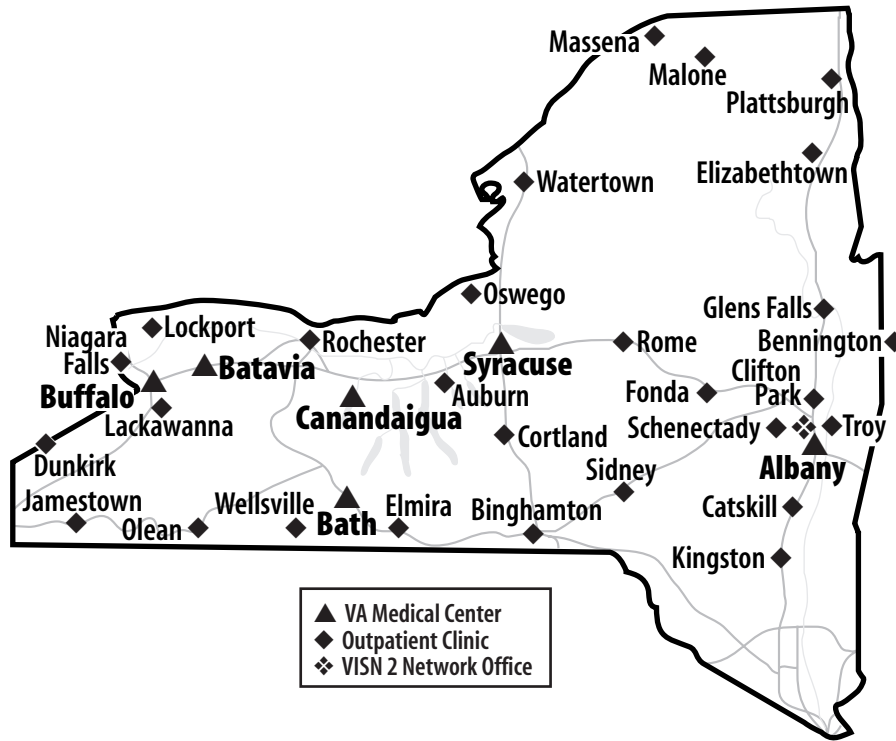 Massena
Malone
Plattsburgh
Elizabethtown
Watertown
Oswego
Glens Falls
Niagara
Falls
Lockport
Rochester
Rome
Bennington
Batavia
Syracuse
Clifton
Park
Buffalo
Canandaigua
Auburn
Fonda
Lackawanna
Cortland
Schenectady
Troy
Dunkirk
Sidney
Albany
Jamestown
Wellsville
Elmira
Binghamton
Catskill
Olean
Bath
Kingston
VA Medical Center
Outpatient Clinic
VISN 2 Network Office